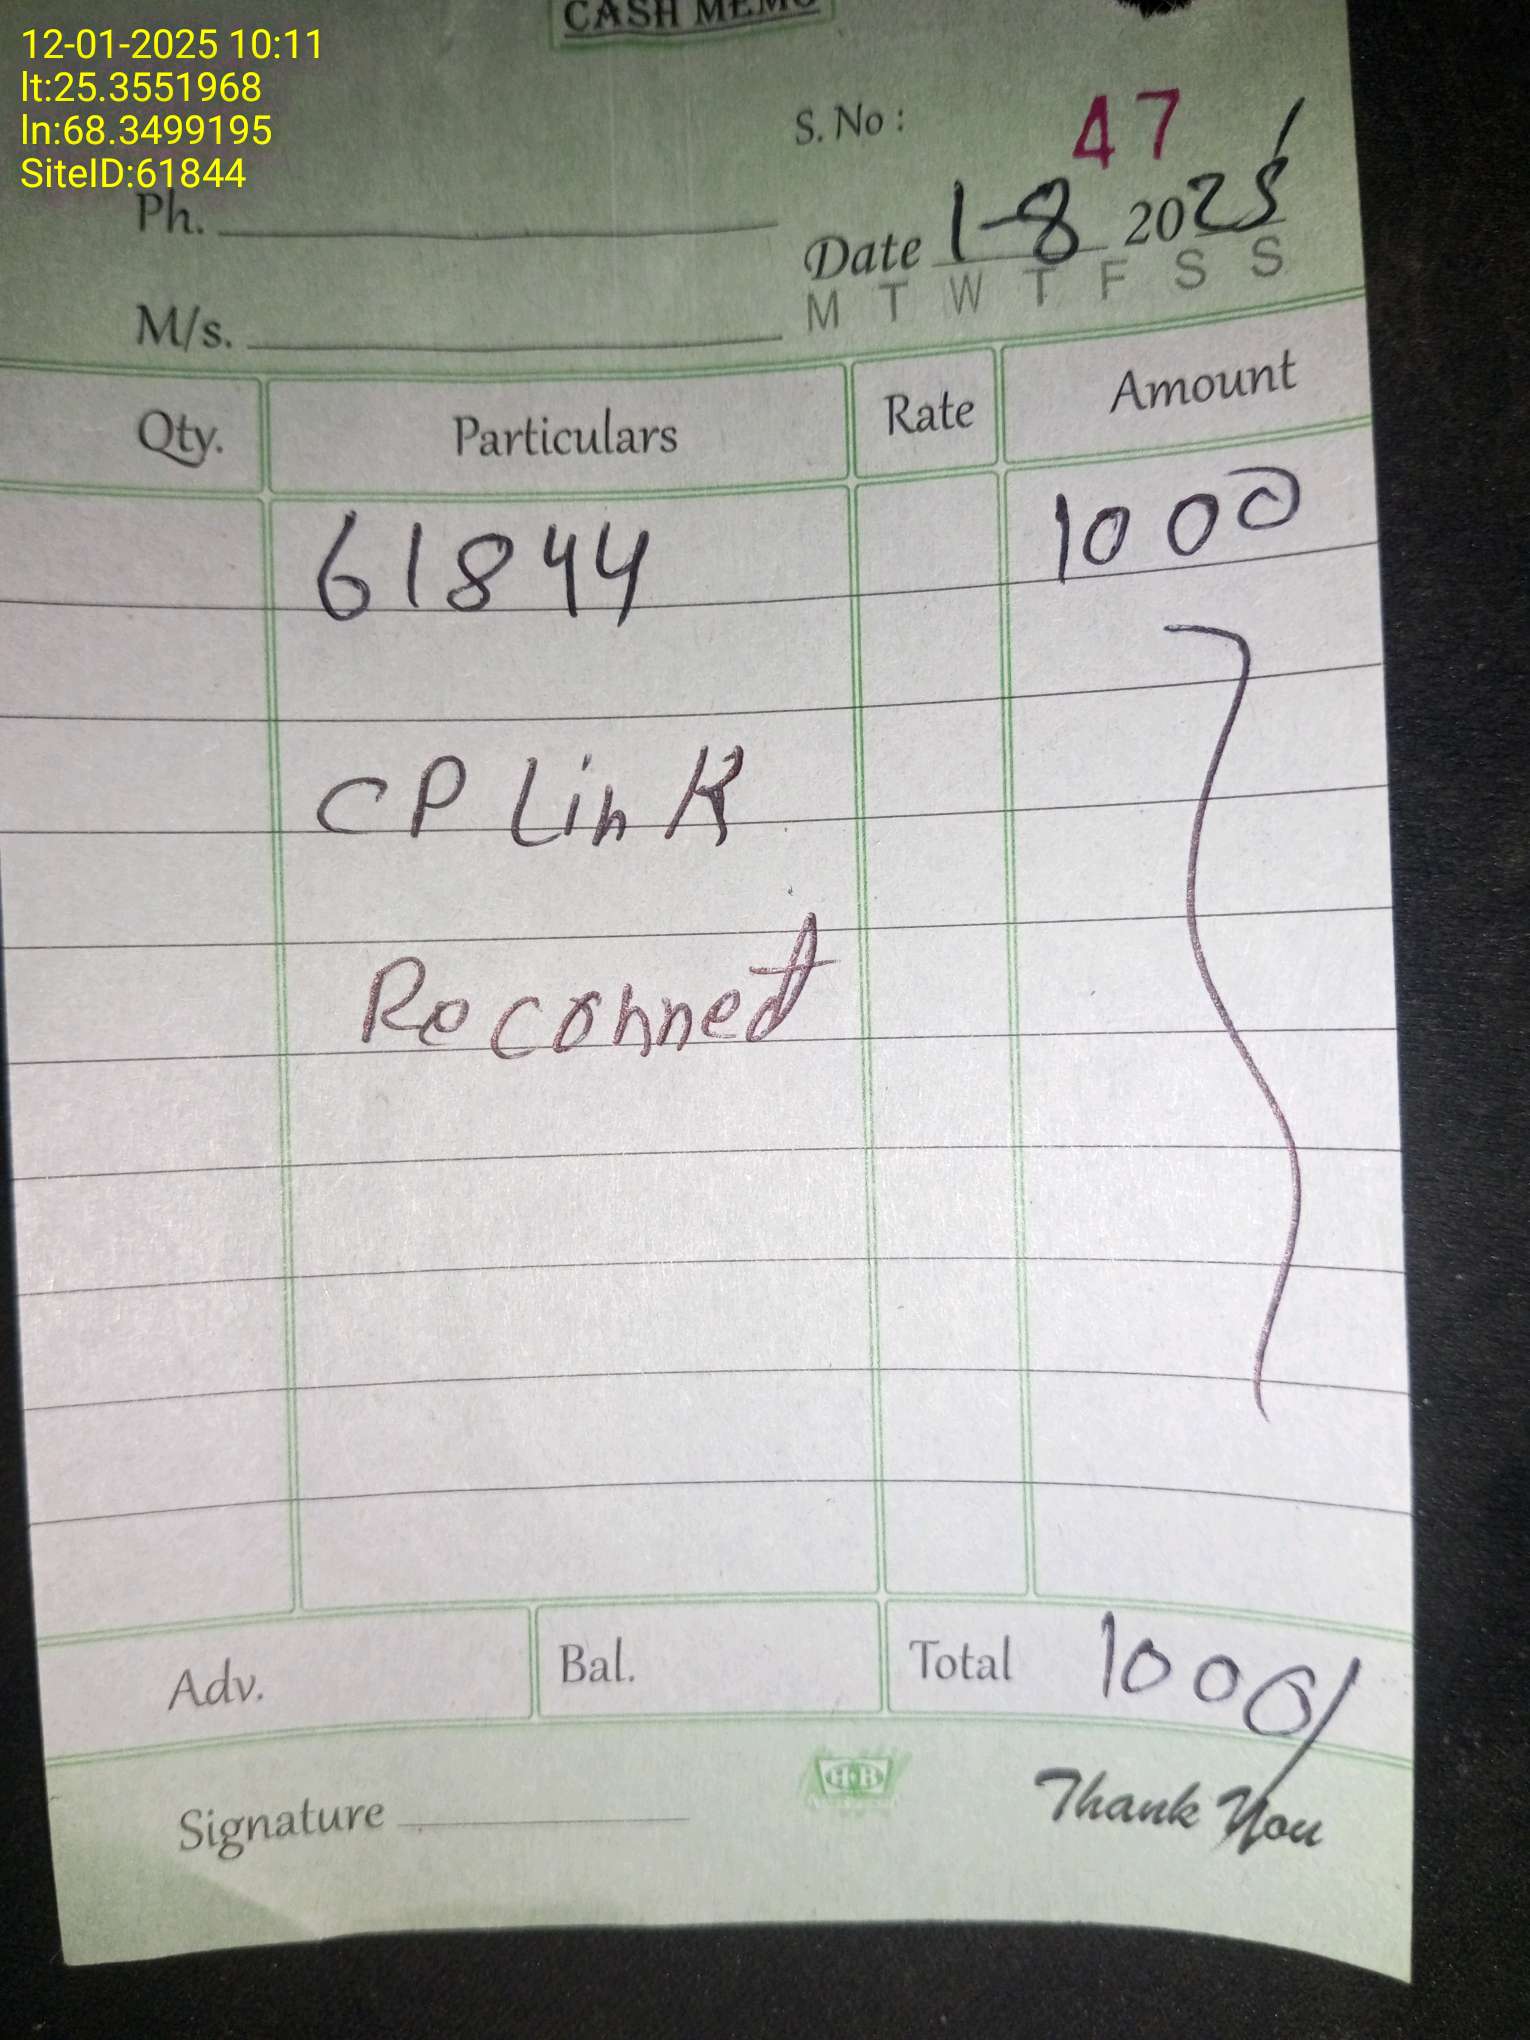 12-01-2025 10:11
lt:25.3551968
ln:68.3499195
SiteID:61844
CASH MEMO
S. No : 47
Ph.
Date 1-8 2025
M T W T F S S
M/s.
Qty. Particulars Rate Amount
61844 1000
CP Link
Reconnect
Adv. Bal. Total 1000/
H·B
Signature Thank You